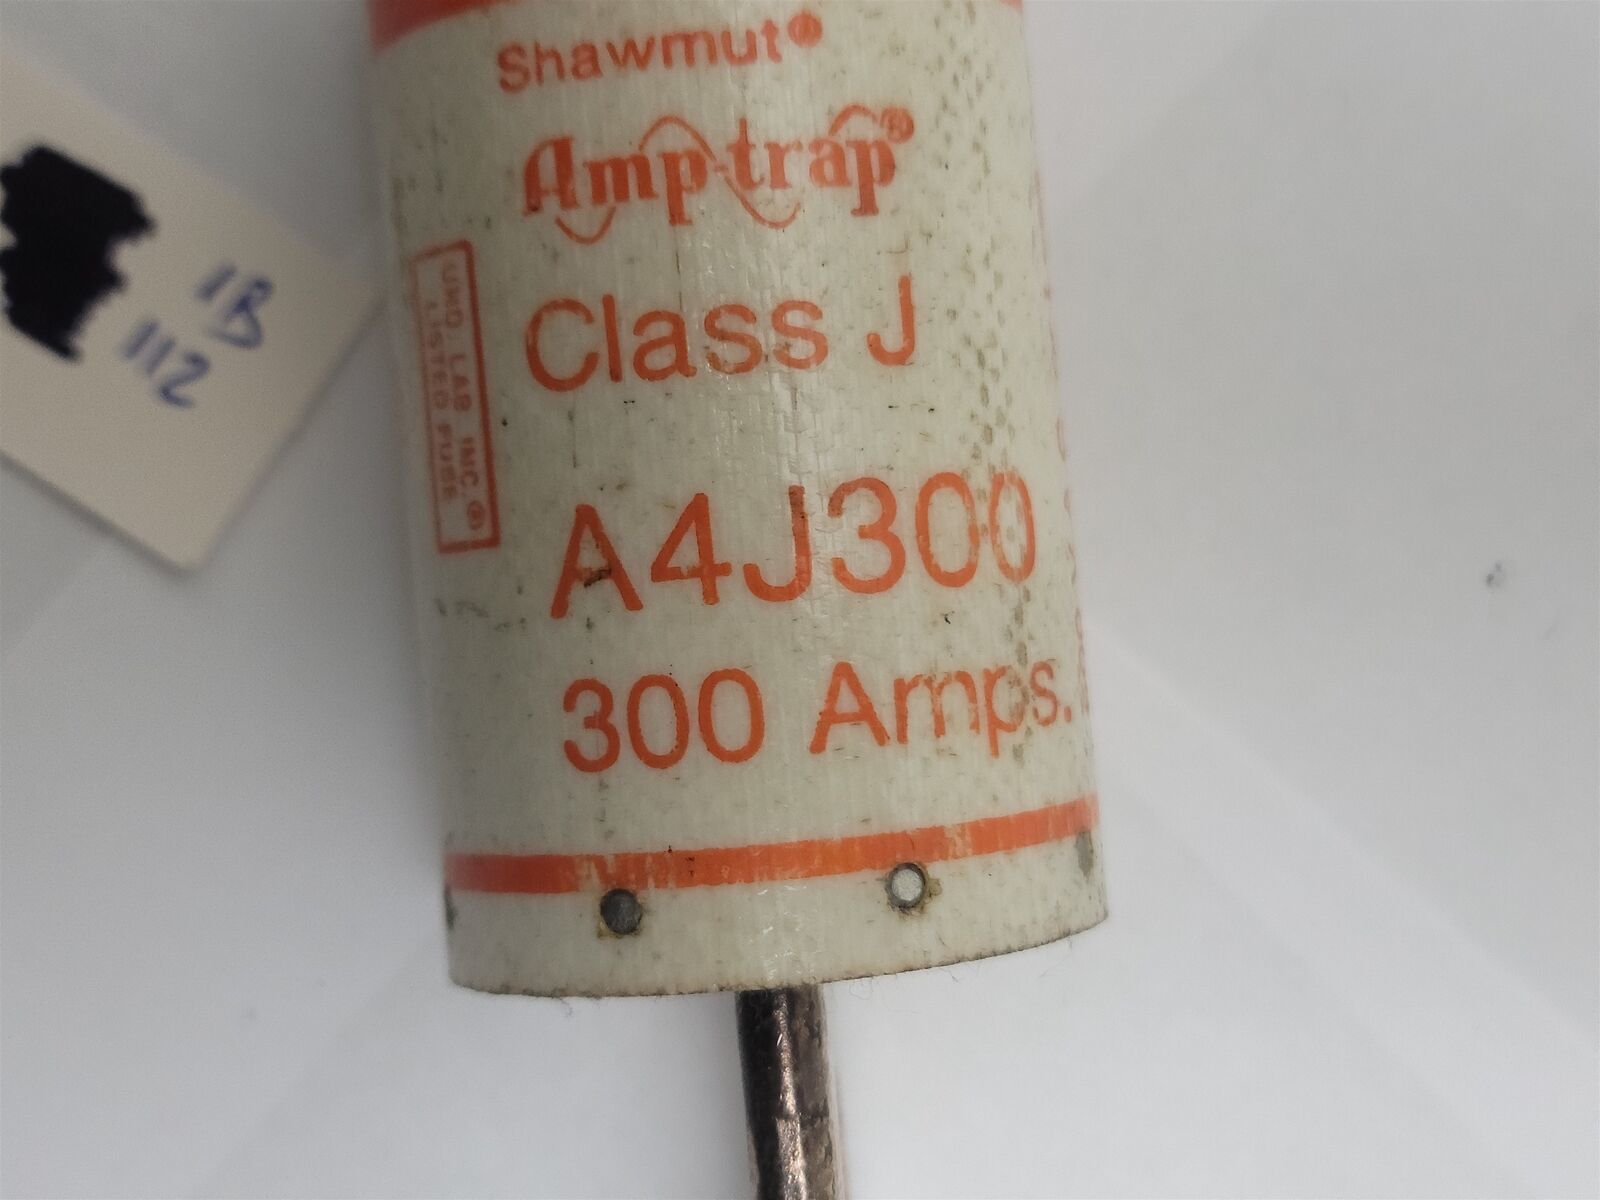 Shawmut®
Amp-trap®
Class J
UND. LAB. INC.®
LISTED FUSE
A4J300
300 Amps.
1B
112